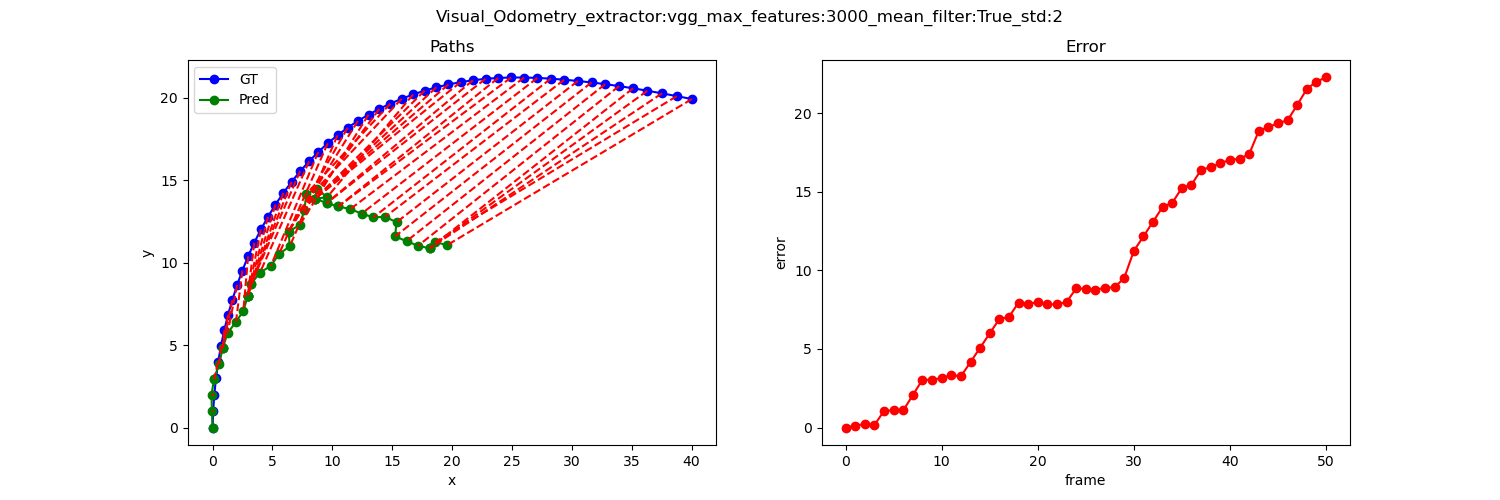 Visual_Odometry_extractor:vgg_max_features:3000_mean_filter:True_std:2
Paths
GT
Pred
20
15
10
5
0
y
0 5 10 15 20 25 30 35 40
x
Error
20
15
10
5
0
error
0 10 20 30 40 50
frame